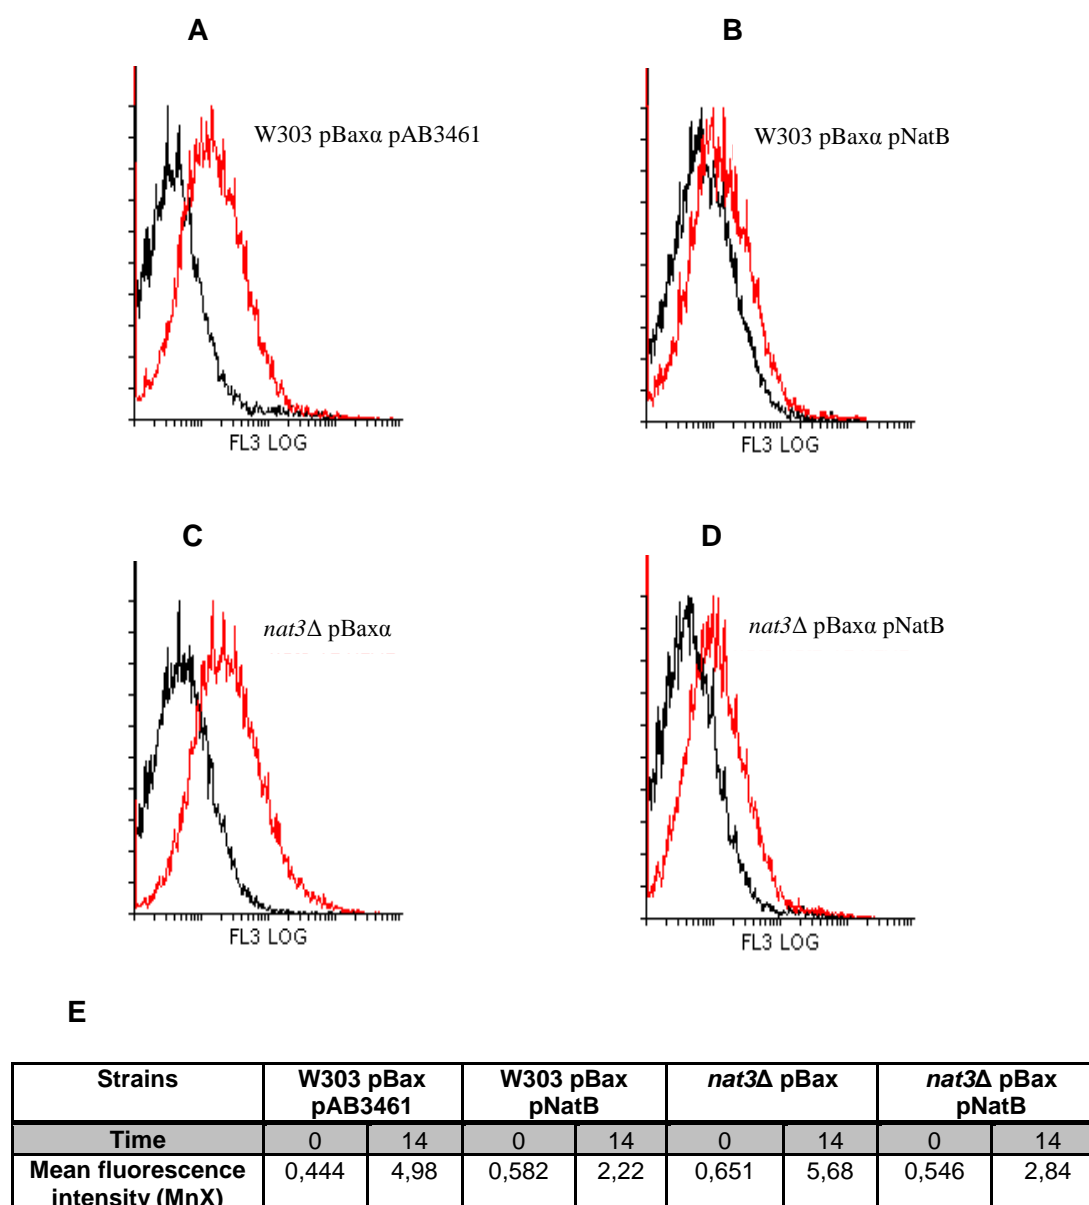 A
B
W303 pBaxα pAB3461
W303 pBaxα pNatB
FL3 LOG
FL3 LOG
C
D
nat3Δ pBaxα
nat3Δ pBaxα pNatB
FL3 LOG
FL3 LOG
E
Strains W303 pBax pAB3461 W303 pBax pNatB nat3Δ pBax nat3Δ pBax pNatB
Time 0 14 0 14 0 14 0 14
Mean fluorescence intensity (MnX) 0,444 4,98 0,582 2,22 0,651 5,68 0,546 2,84